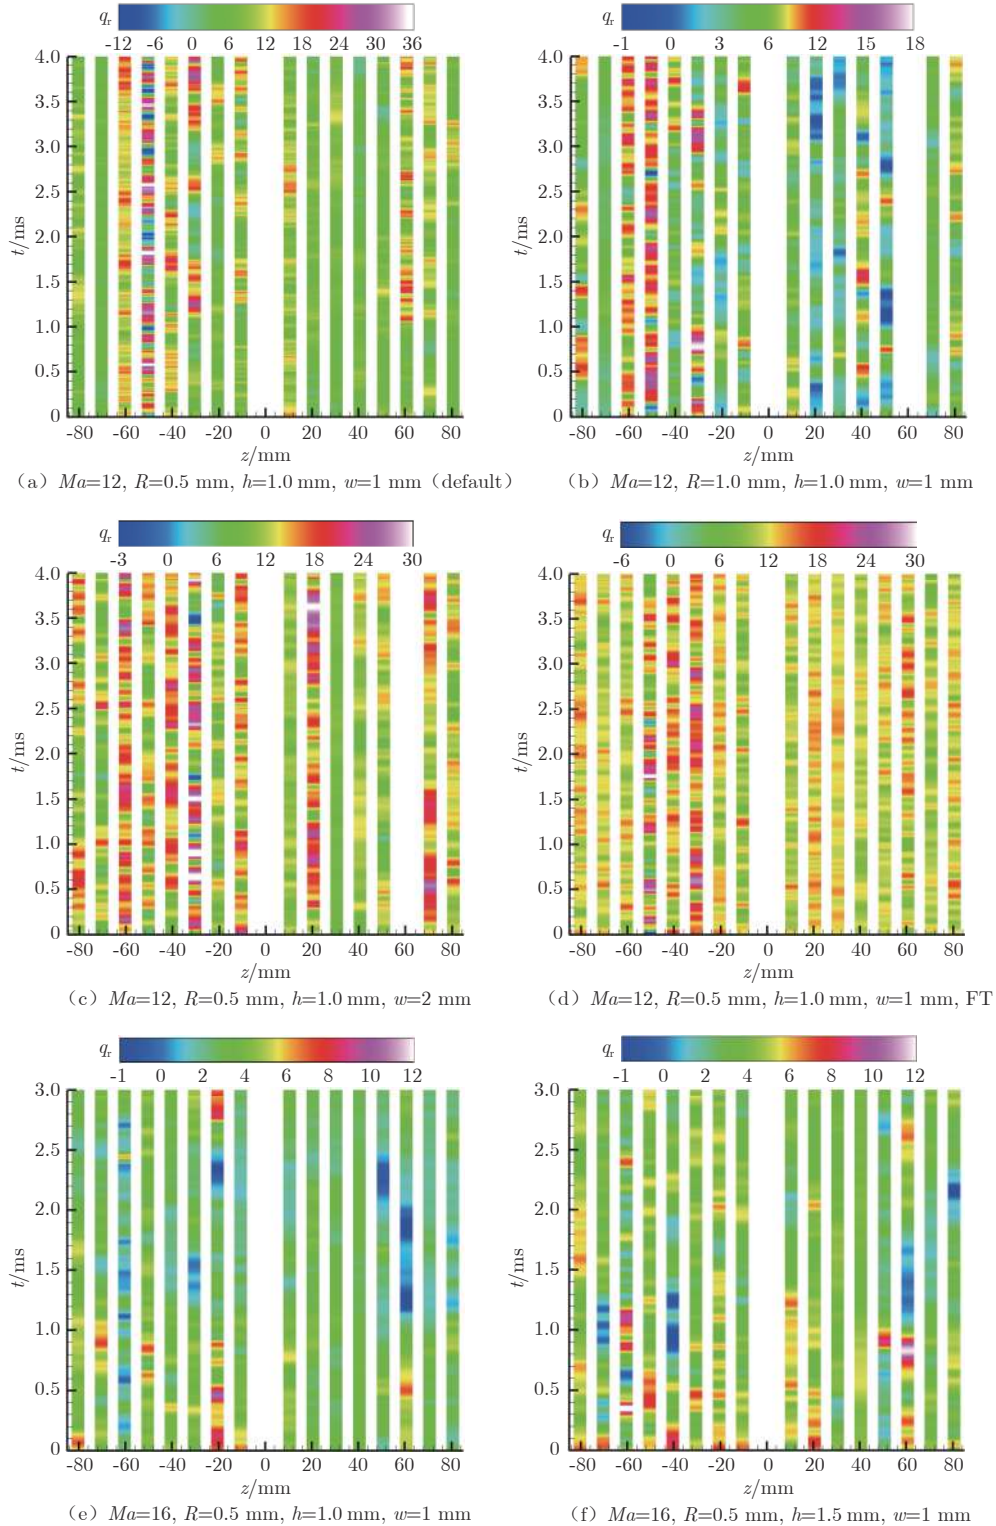 qr
-12 -6 0 6 12 18 24 30 36
4.0
3.5
3.0
2.5
2.0
1.5
1.0
0.5
0
t/ms
-80 -60 -40 -20 0 20 40 60 80
z/mm
（a）Ma=12, R=0.5 mm, h=1.0 mm, w=1 mm（default）
qr
-1 0 3 6 12 15 18
4.0
3.5
3.0
2.5
2.0
1.5
1.0
0.5
0
t/ms
-80 -60 -40 -20 0 20 40 60 80
z/mm
（b）Ma=12, R=1.0 mm, h=1.0 mm, w=1 mm
qr
-3 0 6 12 18 24 30
4.0
3.5
3.0
2.5
2.0
1.5
1.0
0.5
0
t/ms
-80 -60 -40 -20 0 20 40 60 80
z/mm
（c）Ma=12, R=0.5 mm, h=1.0 mm, w=2 mm
qr
-6 0 6 12 18 24 30
4.0
3.5
3.0
2.5
2.0
1.5
1.0
0.5
0
t/ms
-80 -60 -40 -20 0 20 40 60 80
z/mm
（d）Ma=12, R=0.5 mm, h=1.0 mm, w=1 mm, FT
qr
-1 0 2 4 6 8 10 12
3.0
2.5
2.0
1.5
1.0
0.5
0
t/ms
-80 -60 -40 -20 0 20 40 60 80
z/mm
（e）Ma=16, R=0.5 mm, h=1.0 mm, w=1 mm
qr
-1 0 2 4 6 8 10 12
3.0
2.5
2.0
1.5
1.0
0.5
0
t/ms
-80 -60 -40 -20 0 20 40 60 80
z/mm
（f）Ma=16, R=0.5 mm, h=1.5 mm, w=1 mm